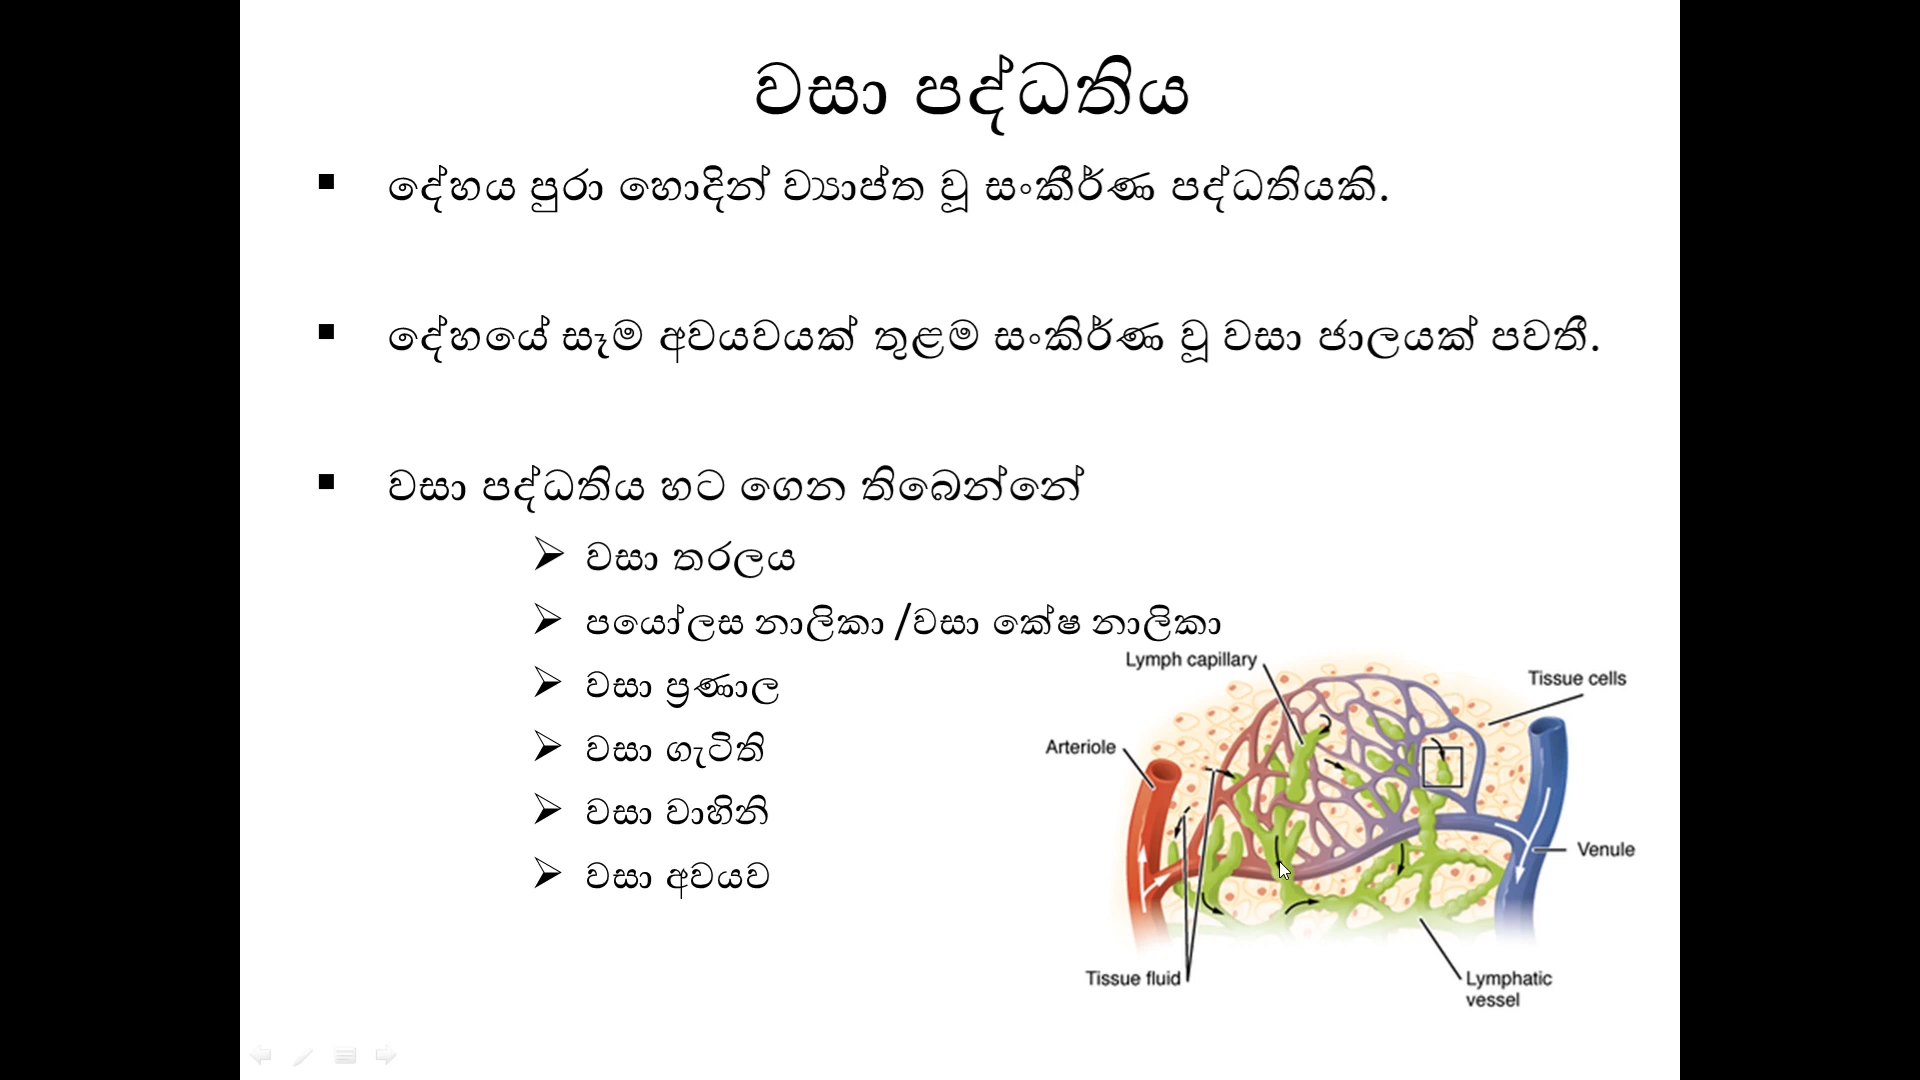 වසා පද්ධතිය
▪ දේහය පුරා හොදින් ව්‍යාප්ත වූ සංකීර්ණ පද්ධතියකි.
▪ දේහයේ සෑම අවයවයක් තුළම සංකිර්ණ වූ වසා ජාලයක් පවතී.
▪ වසා පද්ධතිය හට ගෙන තිබෙන්නේ
➢ වසා තරලය
➢ පයෝලස නාලිකා /වසා කේෂ නාලිකා
➢ වසා ප්‍රණාල
➢ වසා ගැටිති
➢ වසා වාහිනි
➢ වසා අවයව
Lymph capillary
Tissue cells
Arteriole
Venule
Tissue fluid
Lymphatic
vessel